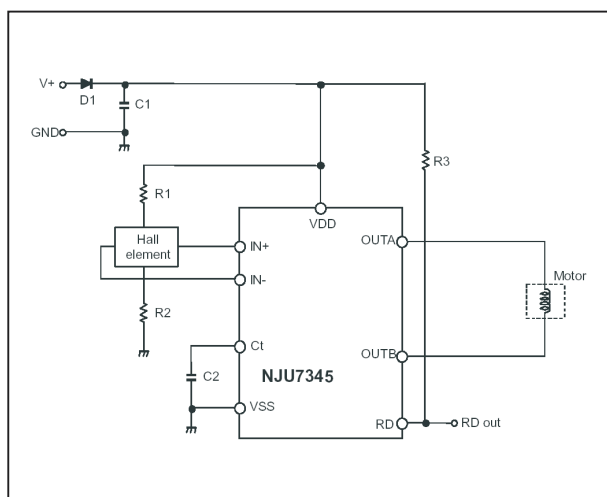 V+
D1
C1
GND
R3
R1
VDD
Hall
element
IN+
OUTA
IN-
Motor
R2
Ct
OUTB
C2
NJU7345
VSS
RD
RD out